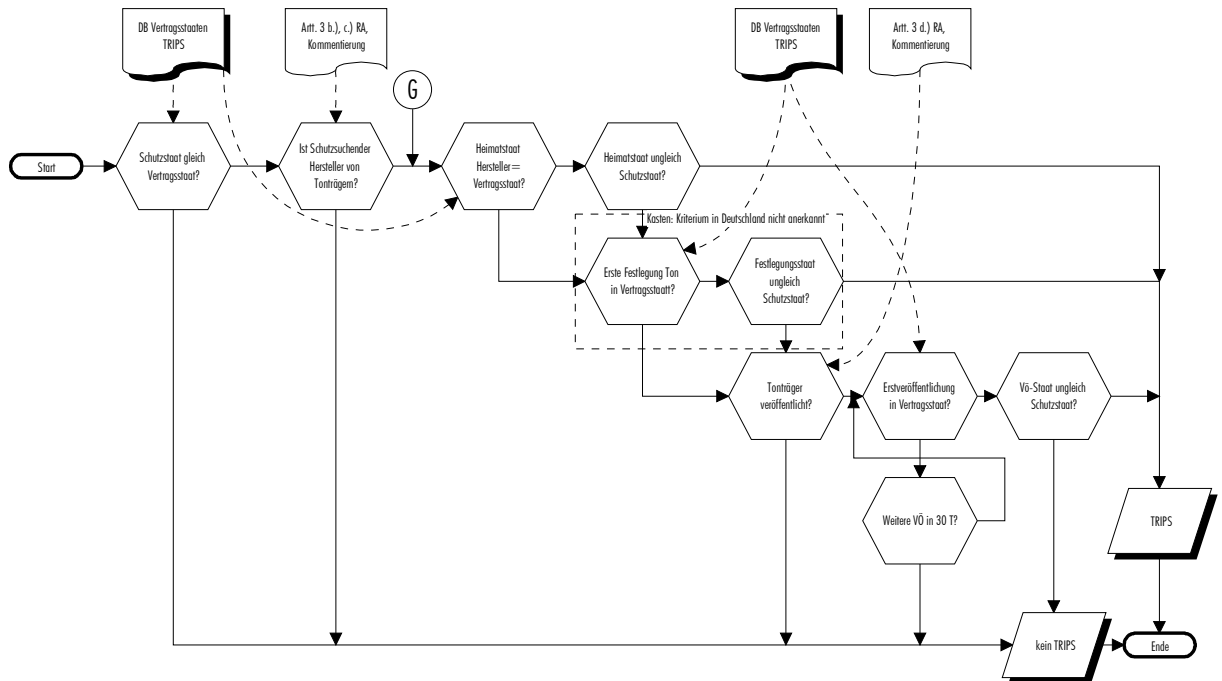 DB Vertragsstaaten
TRIPS
Artt. 3 b.), c.) RA,
Kommentierung
DB Vertragsstaaten
TRIPS
Artt. 3 d.) RA,
Kommentierung
G
Start
Schutzstaat gleich
Vertragsstaat?
Ist Schutzsuchender
Hersteller von
Tonträgern?
Heimatstaat
Hersteller=
Vertragsstaat?
Heimatstaat ungleich
Schutzstaat?
Kasten: Kriterium in Deutschland nicht anerkannt
Erste Festlegung Ton
in Vertragsstaatt?
Festlegungsstaat
ungleich
Schutzstaat?
Tonträger
veröffentlicht?
Erstveröffentlichung
in Vertragsstaat?
Vö-Staat ungleich
Schutzstaat?
Weitere VÖ in 30 T?
TRIPS
kein TRIPS
Ende